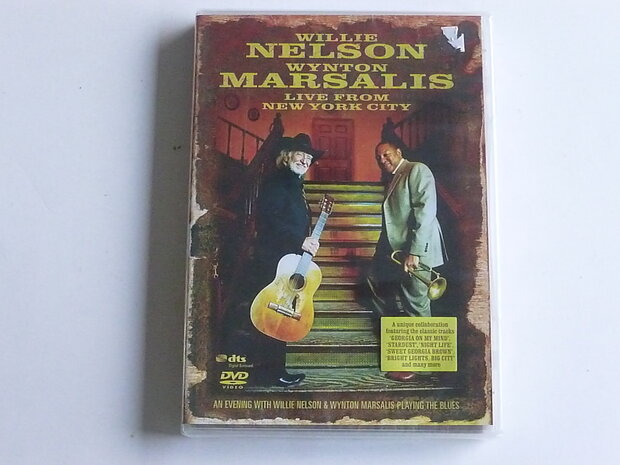 WILLIE
NELSON
WYNTON
MARSALIS
LIVE FROM
NEW YORK CITY
A unique collaboration
featuring the classic tracks
'GEORGIA ON MY MIND',
'STARDUST', 'NIGHT LIFE',
'SWEET GEORGIA BROWN',
'BRIGHT LIGHTS, BIG CITY'
and many more
dts
Digital Surround
DVD
VIDEO
AN EVENING WITH WILLIE NELSON & WYNTON MARSALIS PLAYING THE BLUES